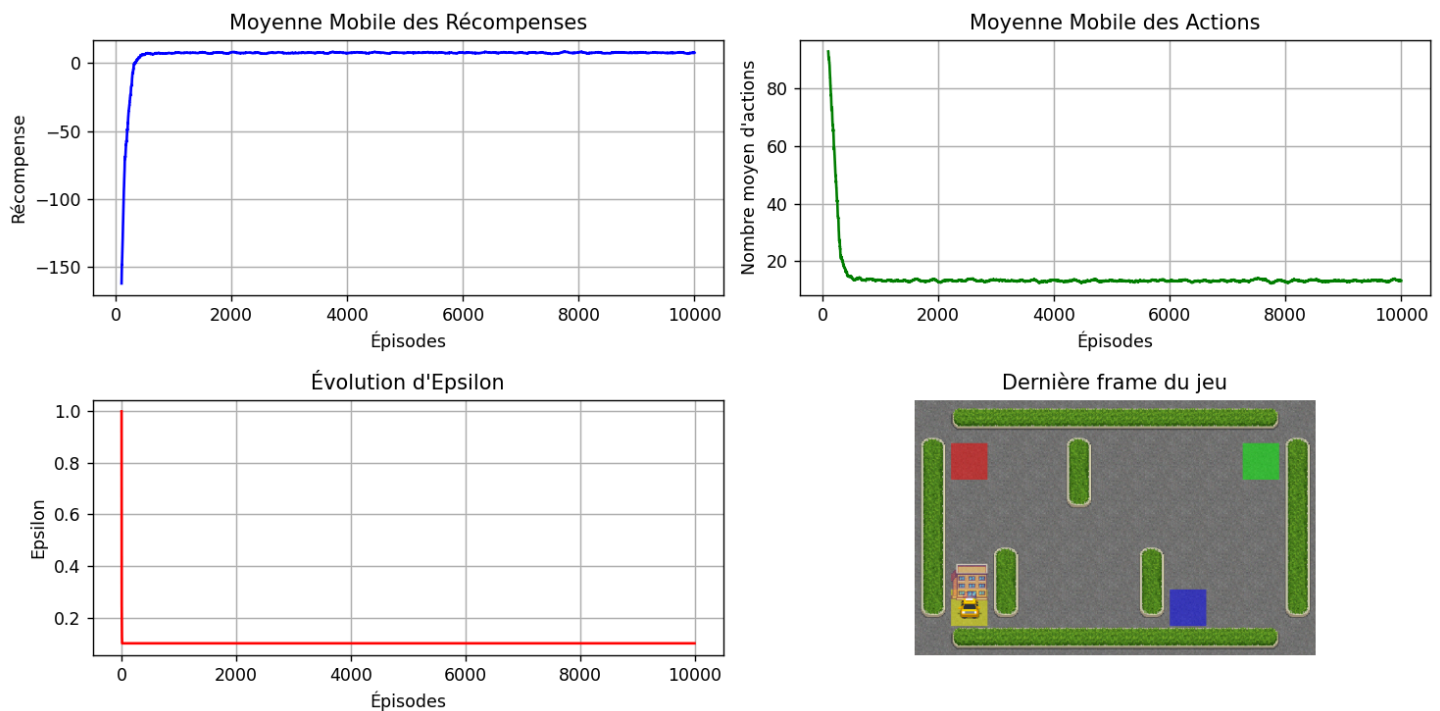 Moyenne Mobile des Récompenses
Récompense
0
−50
−100
−150
0 2000 4000 6000 8000 10000
Épisodes
Moyenne Mobile des Actions
Nombre moyen d'actions
80
60
40
20
0 2000 4000 6000 8000 10000
Épisodes
Évolution d'Epsilon
Epsilon
1.0
0.8
0.6
0.4
0.2
0 2000 4000 6000 8000 10000
Épisodes
Dernière frame du jeu